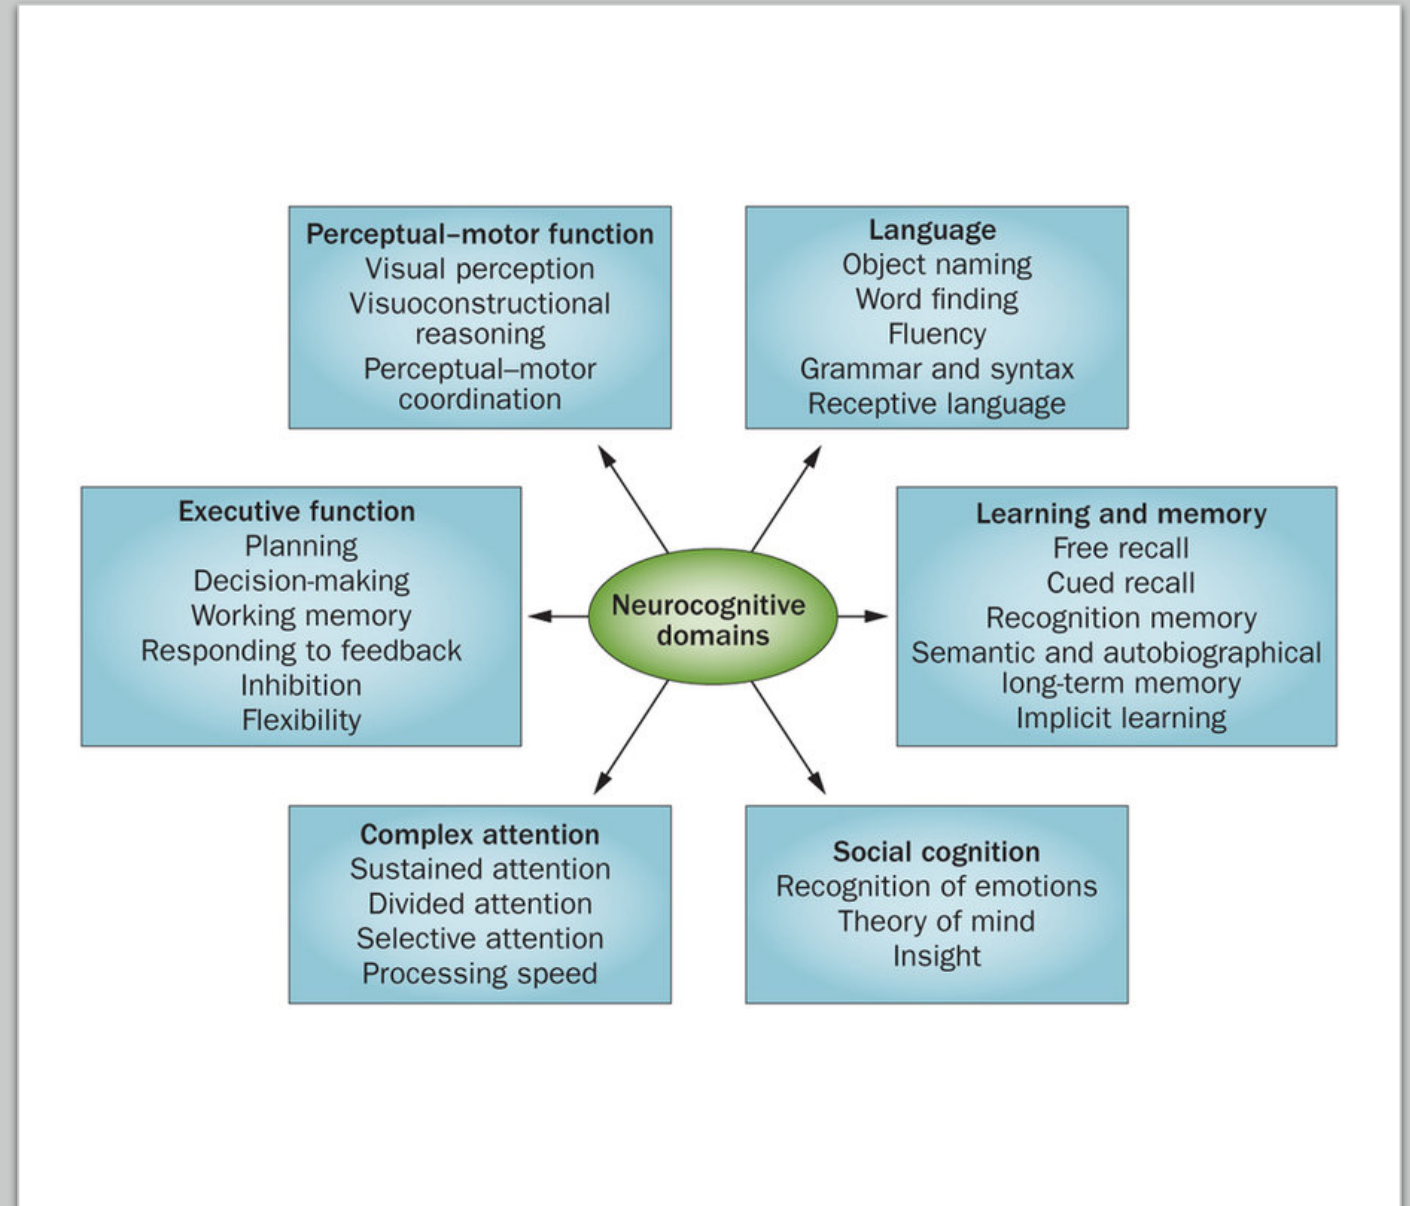 Perceptual–motor function
Visual perception
Visuoconstructional
reasoning
Perceptual–motor
coordination
Language
Object naming
Word finding
Fluency
Grammar and syntax
Receptive language
Executive function
Planning
Decision-making
Working memory
Responding to feedback
Inhibition
Flexibility
Neurocognitive
domains
Learning and memory
Free recall
Cued recall
Recognition memory
Semantic and autobiographical
long-term memory
Implicit learning
Complex attention
Sustained attention
Divided attention
Selective attention
Processing speed
Social cognition
Recognition of emotions
Theory of mind
Insight